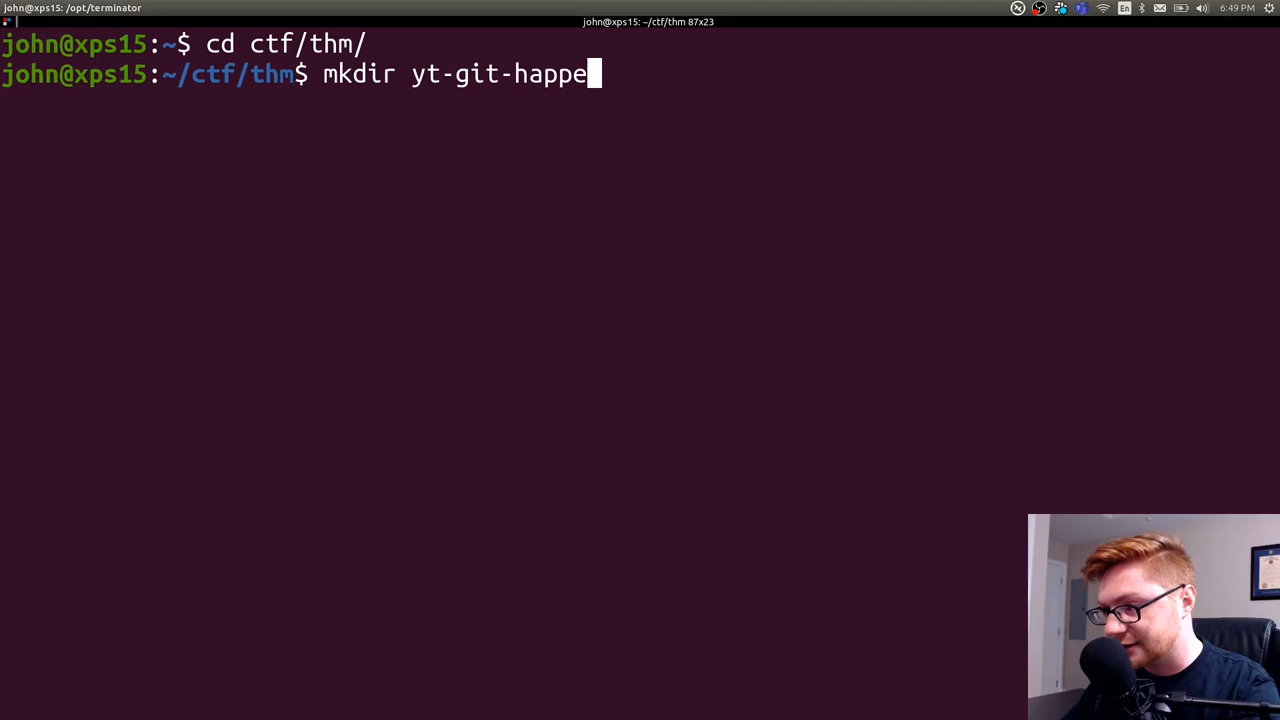 john@xps15: /opt/terminator
En
6:49 PM
john@xps15: ~/ctf/thm 87x23
john@xps15:~$ cd ctf/thm/
john@xps15:~/ctf/thm$ mkdir yt-git-happe